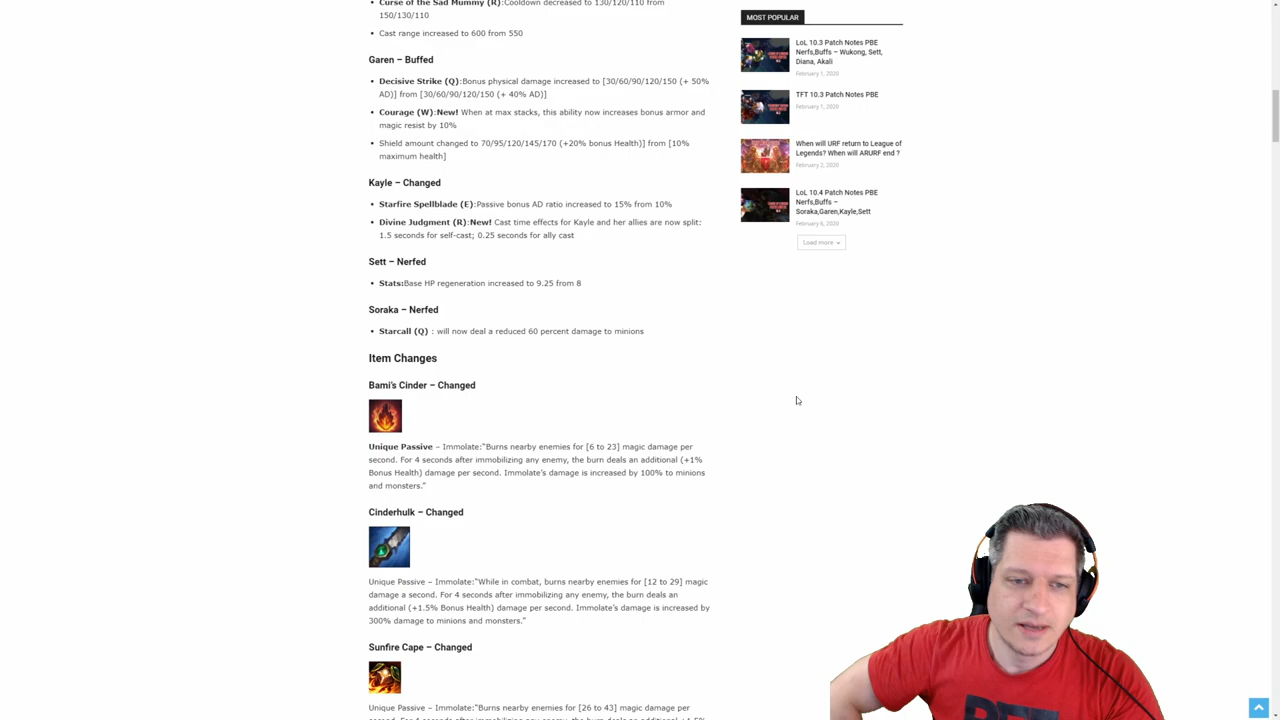 Curse of the Sad Mummy (R):Cooldown decreased to 130/120/110 from
150/130/110
Cast range increased to 600 from 550
Garen – Buffed
Decisive Strike (Q):Bonus physical damage increased to [30/60/90/120/150 (+ 50%
AD)] from [30/60/90/120/150 (+ 40% AD)]
Courage (W):New! When at max stacks, this ability now increases bonus armor and
magic resist by 10%
Shield amount changed to 70/95/120/145/170 (+20% bonus Health)] from [10%
maximum health]
Kayle – Changed
Starfire Spellblade (E):Passive bonus AD ratio increased to 15% from 10%
Divine Judgment (R):New! Cast time effects for Kayle and her allies are now split:
1.5 seconds for self-cast; 0.25 seconds for ally cast
Sett – Nerfed
Stats:Base HP regeneration increased to 9.25 from 8
Soraka – Nerfed
Starcall (Q) : will now deal a reduced 60 percent damage to minions
Item Changes
Bami's Cinder – Changed
Unique Passive – Immolate:"Burns nearby enemies for [6 to 23] magic damage per
second. For 4 seconds after immobilizing any enemy, the burn deals an additional (+1%
Bonus Health) damage per second. Immolate's damage is increased by 100% to minions
and monsters."
Cinderhulk – Changed
Unique Passive – Immolate:"While in combat, burns nearby enemies for [12 to 29] magic
damage a second. For 4 seconds after immobilizing any enemy, the burn deals an
additional (+1.5% Bonus Health) damage per second. Immolate's damage is increased by
300% damage to minions and monsters."
Sunfire Cape – Changed
Unique Passive – Immolate:"Burns nearby enemies for [26 to 43] magic damage per
second. For 4 seconds after immobilizing any enemy, the burn deals an additional (+1.5%
MOST POPULAR
LoL 10.3 Patch Notes PBE
Nerfs,Buffs – Wukong, Sett,
Diana, Akali
February 1, 2020
TFT 10.3 Patch Notes PBE
February 1, 2020
When will URF return to League of
Legends? When will ARURF end ?
February 2, 2020
LoL 10.4 Patch Notes PBE
Nerfs,Buffs –
Soraka,Garen,Kayle,Sett
February 6, 2020
Load more